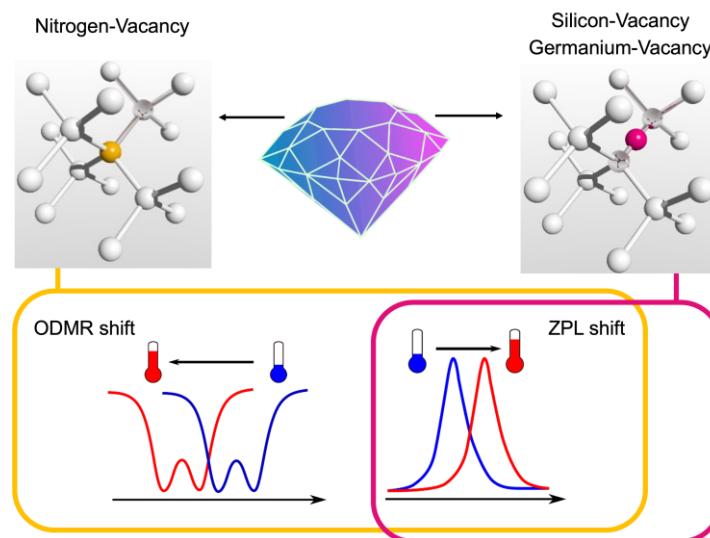 Nitrogen-Vacancy
Silicon-Vacancy
Germanium-Vacancy
ODMR shift
ZPL shift